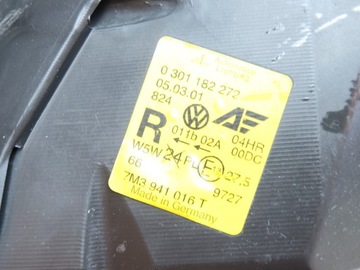 0 301 182 272
05.03.01
824
R 011b 02A 04HR
00DC
W5W 24 F 27,5
66 9727
7M3 941 016 T
Made in Germany